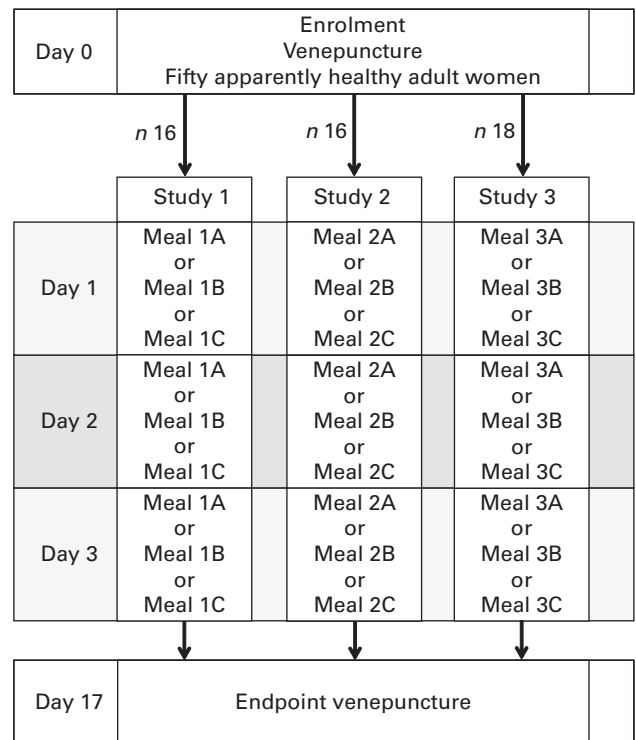 Day 0
Enrolment
Venepuncture
Fifty apparently healthy adult women
n 16
n 16
n 18
Study 1
Study 2
Study 3
Day 1
Meal 1A
or
Meal 1B
or
Meal 1C
Meal 2A
or
Meal 2B
or
Meal 2C
Meal 3A
or
Meal 3B
or
Meal 3C
Day 2
Meal 1A
or
Meal 1B
or
Meal 1C
Meal 2A
or
Meal 2B
or
Meal 2C
Meal 3A
or
Meal 3B
or
Meal 3C
Day 3
Meal 1A
or
Meal 1B
or
Meal 1C
Meal 2A
or
Meal 2B
or
Meal 2C
Meal 3A
or
Meal 3B
or
Meal 3C
Day 17
Endpoint venepuncture